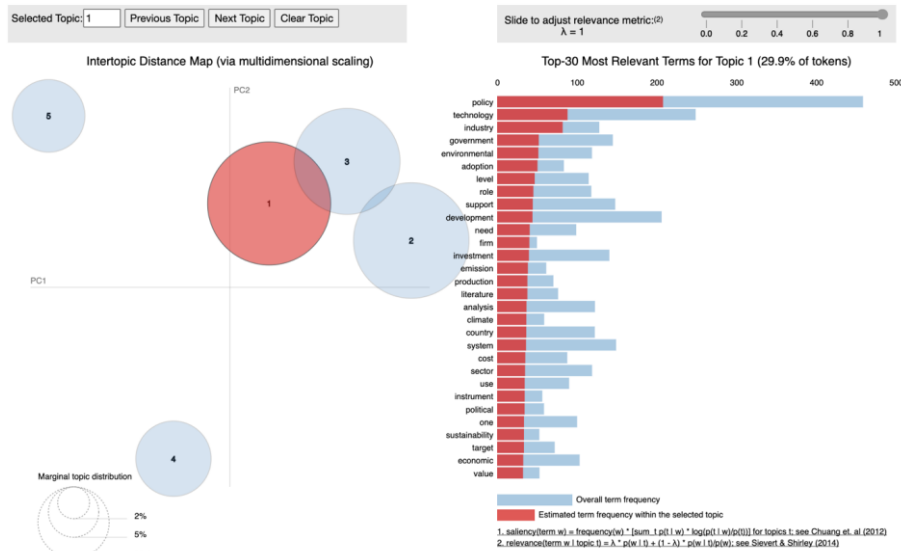 Selected Topic: 1 Previous Topic Next Topic Clear Topic
Slide to adjust relevance metric:(2)
λ = 1
0.0 0.2 0.4 0.6 0.8 1
Intertopic Distance Map (via multidimensional scaling)
PC2
PC1
5
3
1
2
4
Marginal topic distribution
2%
5%
Top-30 Most Relevant Terms for Topic 1 (29.9% of tokens)
0 100 200 300 400 500
policy
technology
industry
government
environmental
adoption
level
role
support
development
need
firm
investment
emission
production
literature
analysis
climate
country
system
cost
sector
use
instrument
political
one
sustainability
target
economic
value
Overall term frequency
Estimated term frequency within the selected topic
1. saliency(term w) = frequency(w) * [sum_t p(t | w) * log(p(t | w)/p(t))] for topics t; see Chuang et. al (2012)
2. relevance(term w | topic t) = λ * p(w | t) + (1 - λ) * p(w | t)/p(w); see Sievert & Shirley (2014)